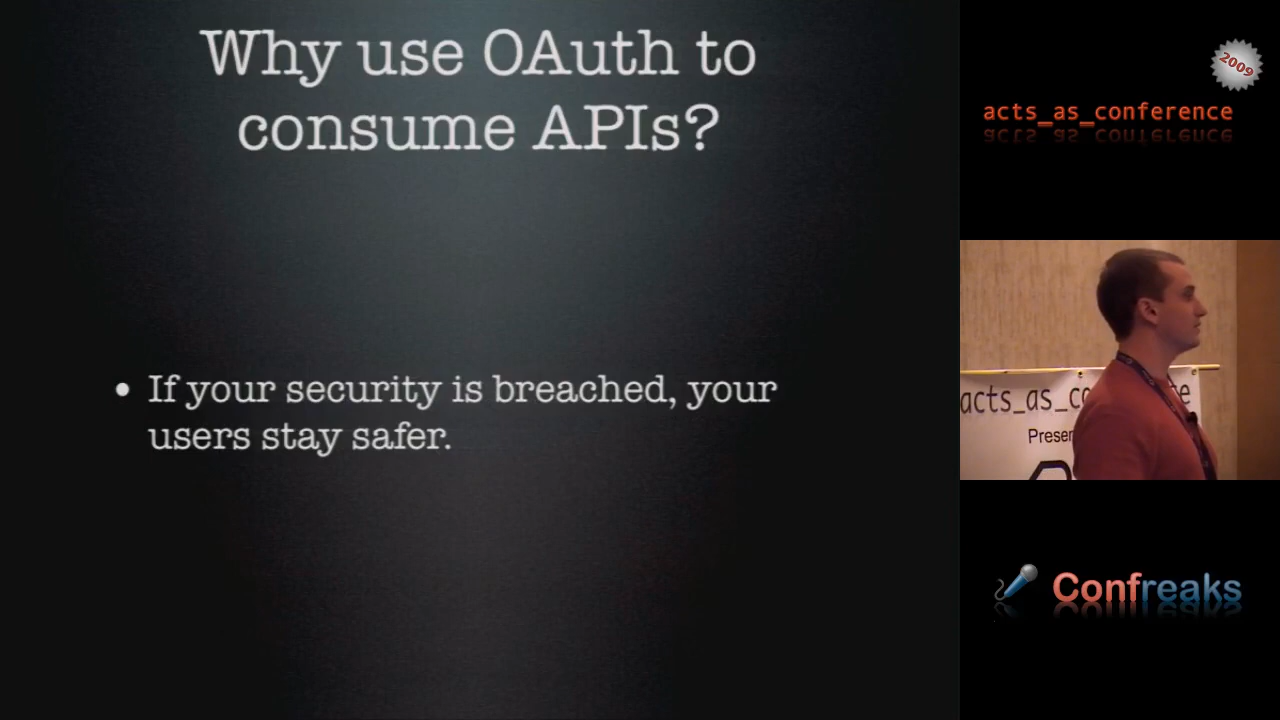 Why use OAuth to
consume APIs?
• If your security is breached, your
users stay safer.
2009
acts_as_conference
acts_as_co
e
Presen
Confreaks